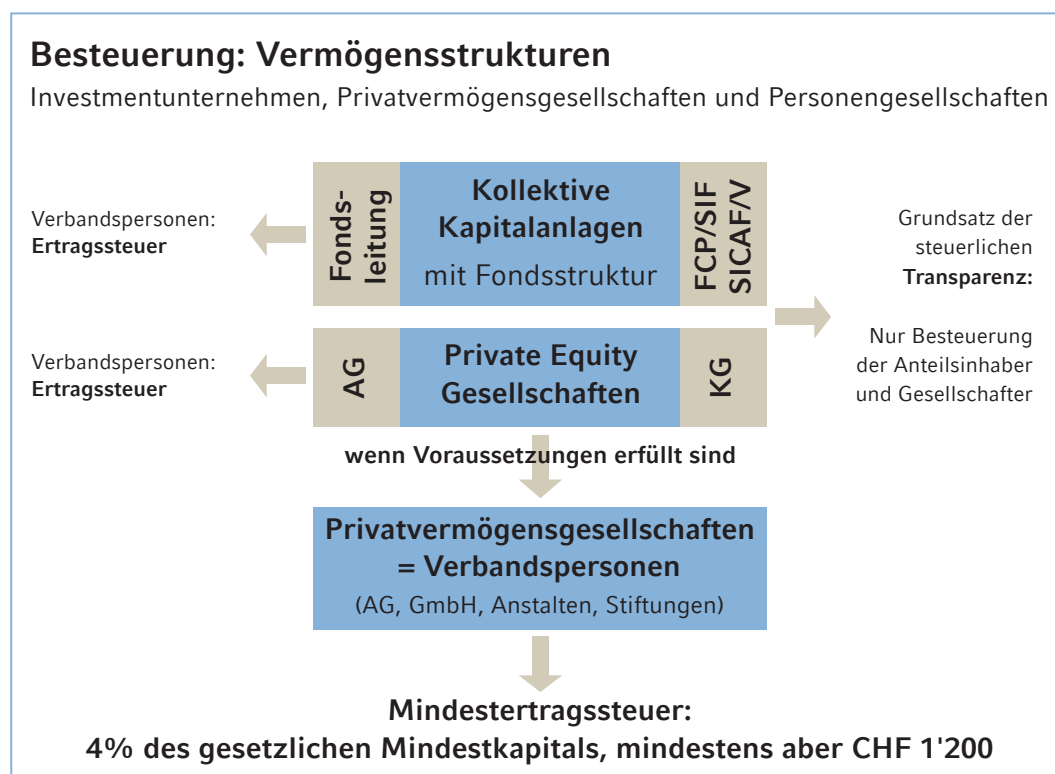 Besteuerung: Vermögensstrukturen
Investmentunternehmen, Privatvermögensgesellschaften und Personengesellschaften
Verbandspersonen:
Ertragssteuer
Fonds-
leitung
Kollektive
Kapitalanlagen
mit Fondsstruktur
FCP/SIF
SICAF/V
Grundsatz der
steuerlichen
Transparenz:
Nur Besteuerung
der Anteilsinhaber
und Gesellschafter
Verbandspersonen:
Ertragssteuer
AG
Private Equity
Gesellschaften
KG
wenn Voraussetzungen erfüllt sind
Privatvermögensgesellschaften
= Verbandspersonen
(AG, GmbH, Anstalten, Stiftungen)
Mindestertragssteuer:
4% des gesetzlichen Mindestkapitals, mindestens aber CHF 1'200